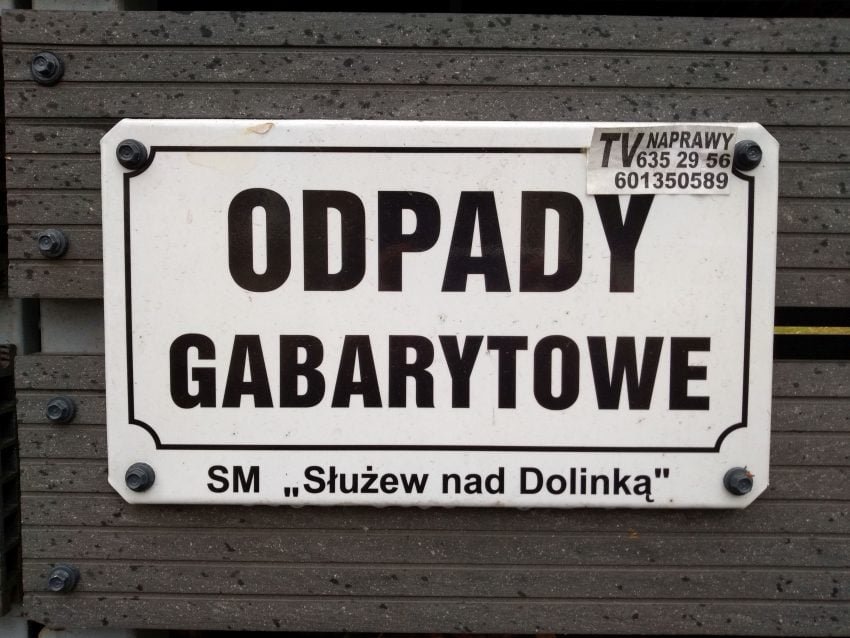 TV NAPRAWY
635 29 56
601350589
ODPADY
GABARYTOWE
SM „Służew nad Dolinką"